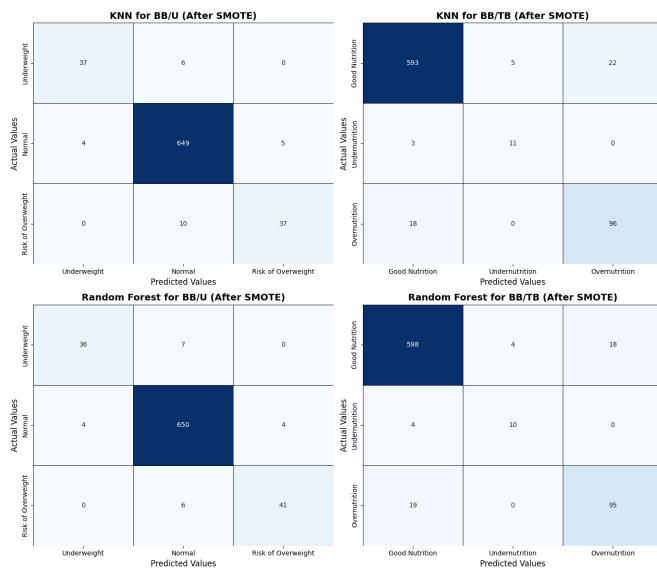 KNN for BB/U (After SMOTE)
Actual Values
Underweight
37
6
0
Normal
4
649
5
Risk of Overweight
0
10
37
Underweight
Normal
Risk of Overweight
Predicted Values
KNN for BB/TB (After SMOTE)
Actual Values
Good Nutrition
593
5
22
Undernutrition
3
11
0
Overnutrition
18
0
96
Good Nutrition
Undernutrition
Overnutrition
Predicted Values
Random Forest for BB/U (After SMOTE)
Actual Values
Underweight
36
7
0
Normal
4
650
4
Risk of Overweight
0
6
41
Underweight
Normal
Risk of Overweight
Predicted Values
Random Forest for BB/TB (After SMOTE)
Actual Values
Good Nutrition
598
4
18
Undernutrition
4
10
0
Overnutrition
19
0
95
Good Nutrition
Undernutrition
Overnutrition
Predicted Values